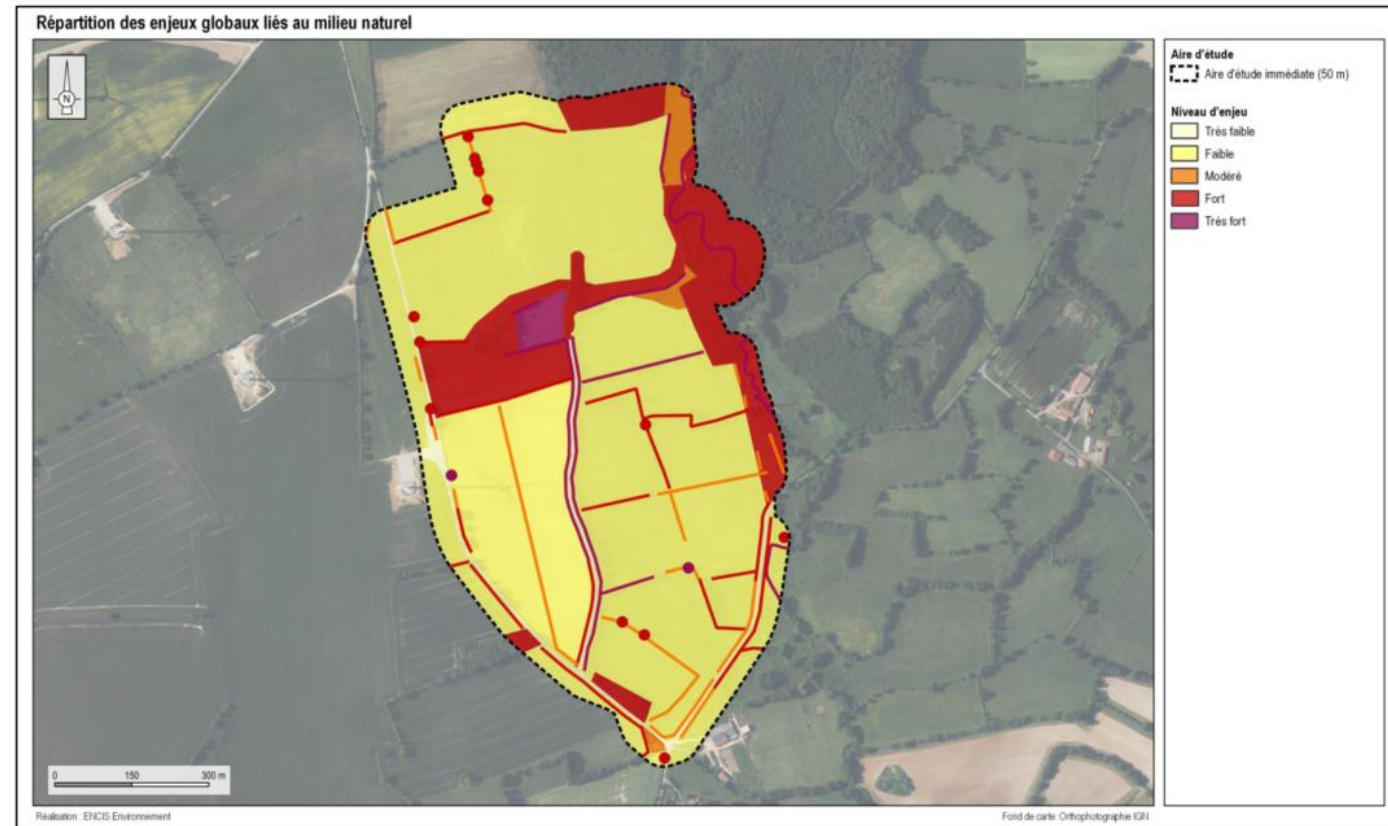 Répartition des enjeux globaux liés au milieu naturel
N
Aire d'étude
Aire d'étude immédiate (50 m)
Niveau d'enjeu
Très faible
Faible
Modéré
Fort
Très fort
0 150 300 m
Réalisation : ENCIS Environnement
Fond de carte: Orthophotographie IGN